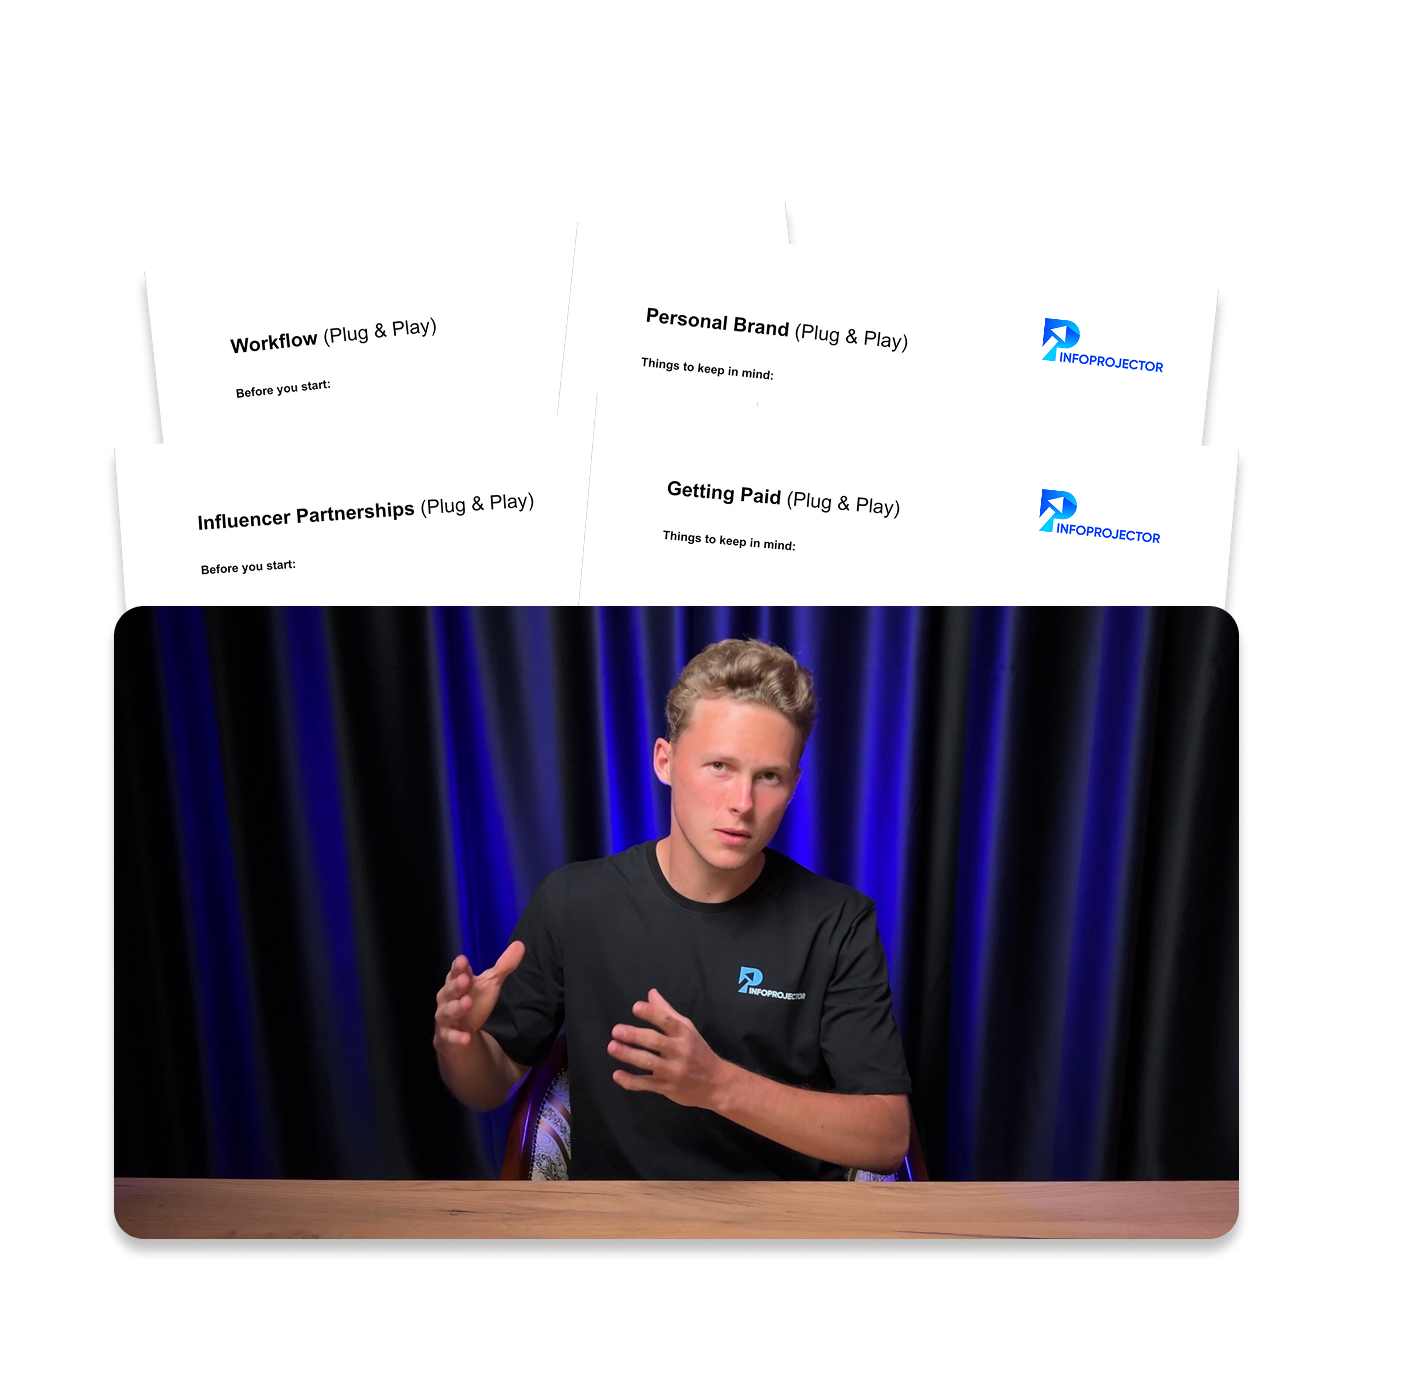 Workflow (Plug & Play)
Before you start:
Personal Brand (Plug & Play)
Things to keep in mind:
INFOPROJECTOR
Influencer Partnerships (Plug & Play)
Before you start:
Getting Paid (Plug & Play)
Things to keep in mind:
INFOPROJECTOR
INFOPROJECTOR